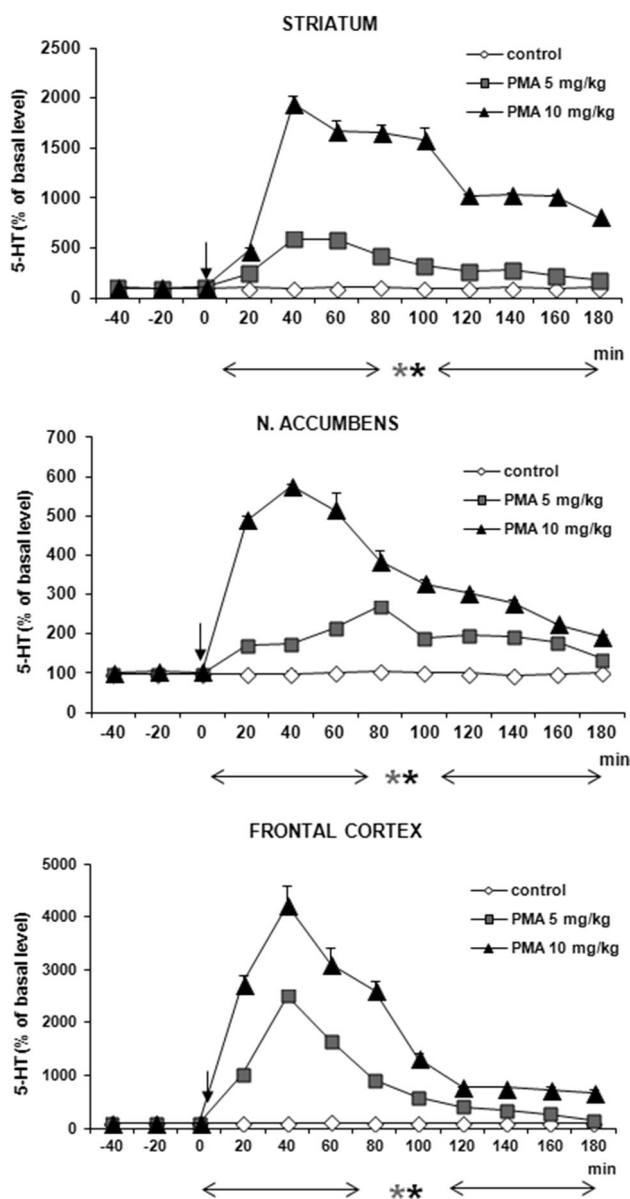 STRIATUM
5-HT (% of basal level)
2500
2000
1500
1000
500
0
control
PMA 5 mg/kg
PMA 10 mg/kg
-40 -20 0 20 40 60 80 100 120 140 160 180
min
**
N. ACCUMBENS
5-HT (% of basal level)
700
600
500
400
300
200
100
0
control
PMA 5 mg/kg
PMA 10 mg/kg
-40 -20 0 20 40 60 80 100 120 140 160 180
min
**
FRONTAL CORTEX
5-HT (% of basal level)
5000
4000
3000
2000
1000
0
control
PMA 5 mg/kg
PMA 10 mg/kg
-40 -20 0 20 40 60 80 100 120 140 160 180
min
**